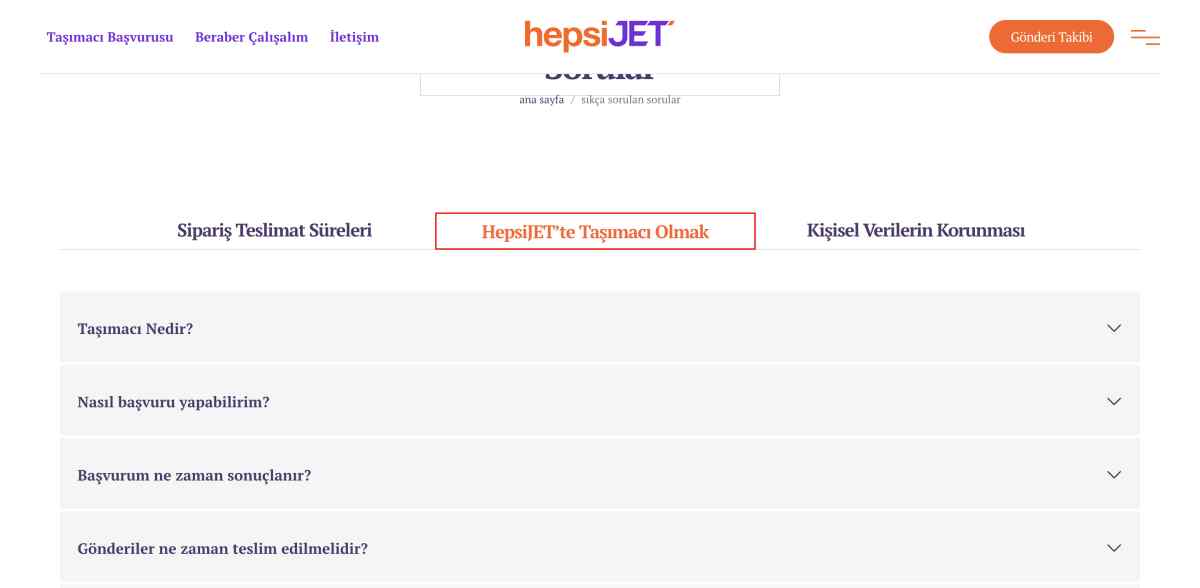 Taşımacı Başvurusu
Beraber Çalışalım
İletişim
hepsiJET
Gönderi Takibi
Sorular
ana sayfa / sıkça sorulan sorular
Sipariş Teslimat Süreleri
HepsiJET’te Taşımacı Olmak
Kişisel Verilerin Korunması
Taşımacı Nedir?
Nasıl başvuru yapabilirim?
Başvurum ne zaman sonuçlanır?
Gönderiler ne zaman teslim edilmelidir?